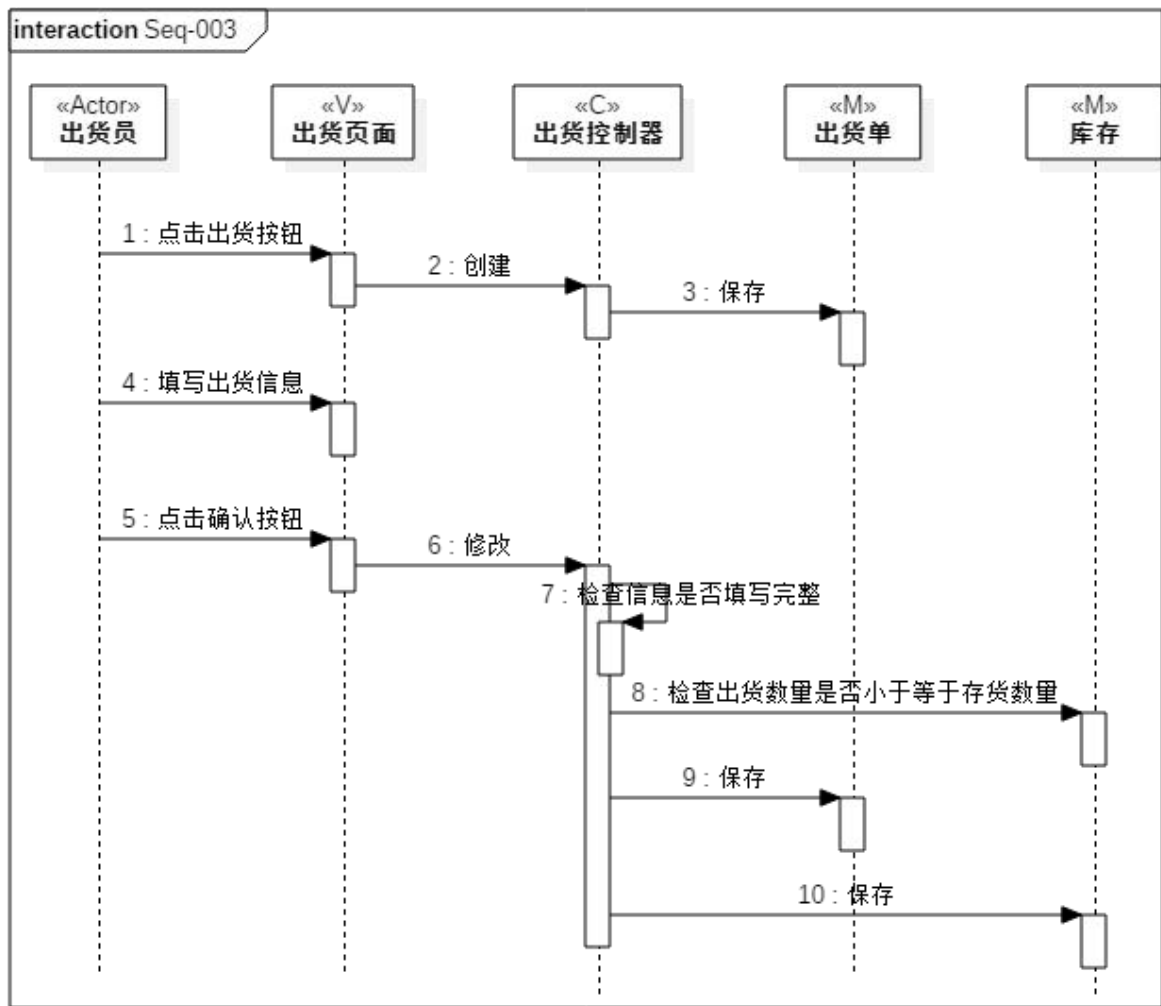 interaction Seq-003
«Actor»
出货员
«V»
出货页面
«C»
出货控制器
«M»
出货单
«M»
库存
1 : 点击出货按钮
2 : 创建
3 : 保存
4 : 填写出货信息
5 : 点击确认按钮
6 : 修改
7 : 检查信息是否填写完整
8 : 检查出货数量是否小于等于存货数量
9 : 保存
10 : 保存